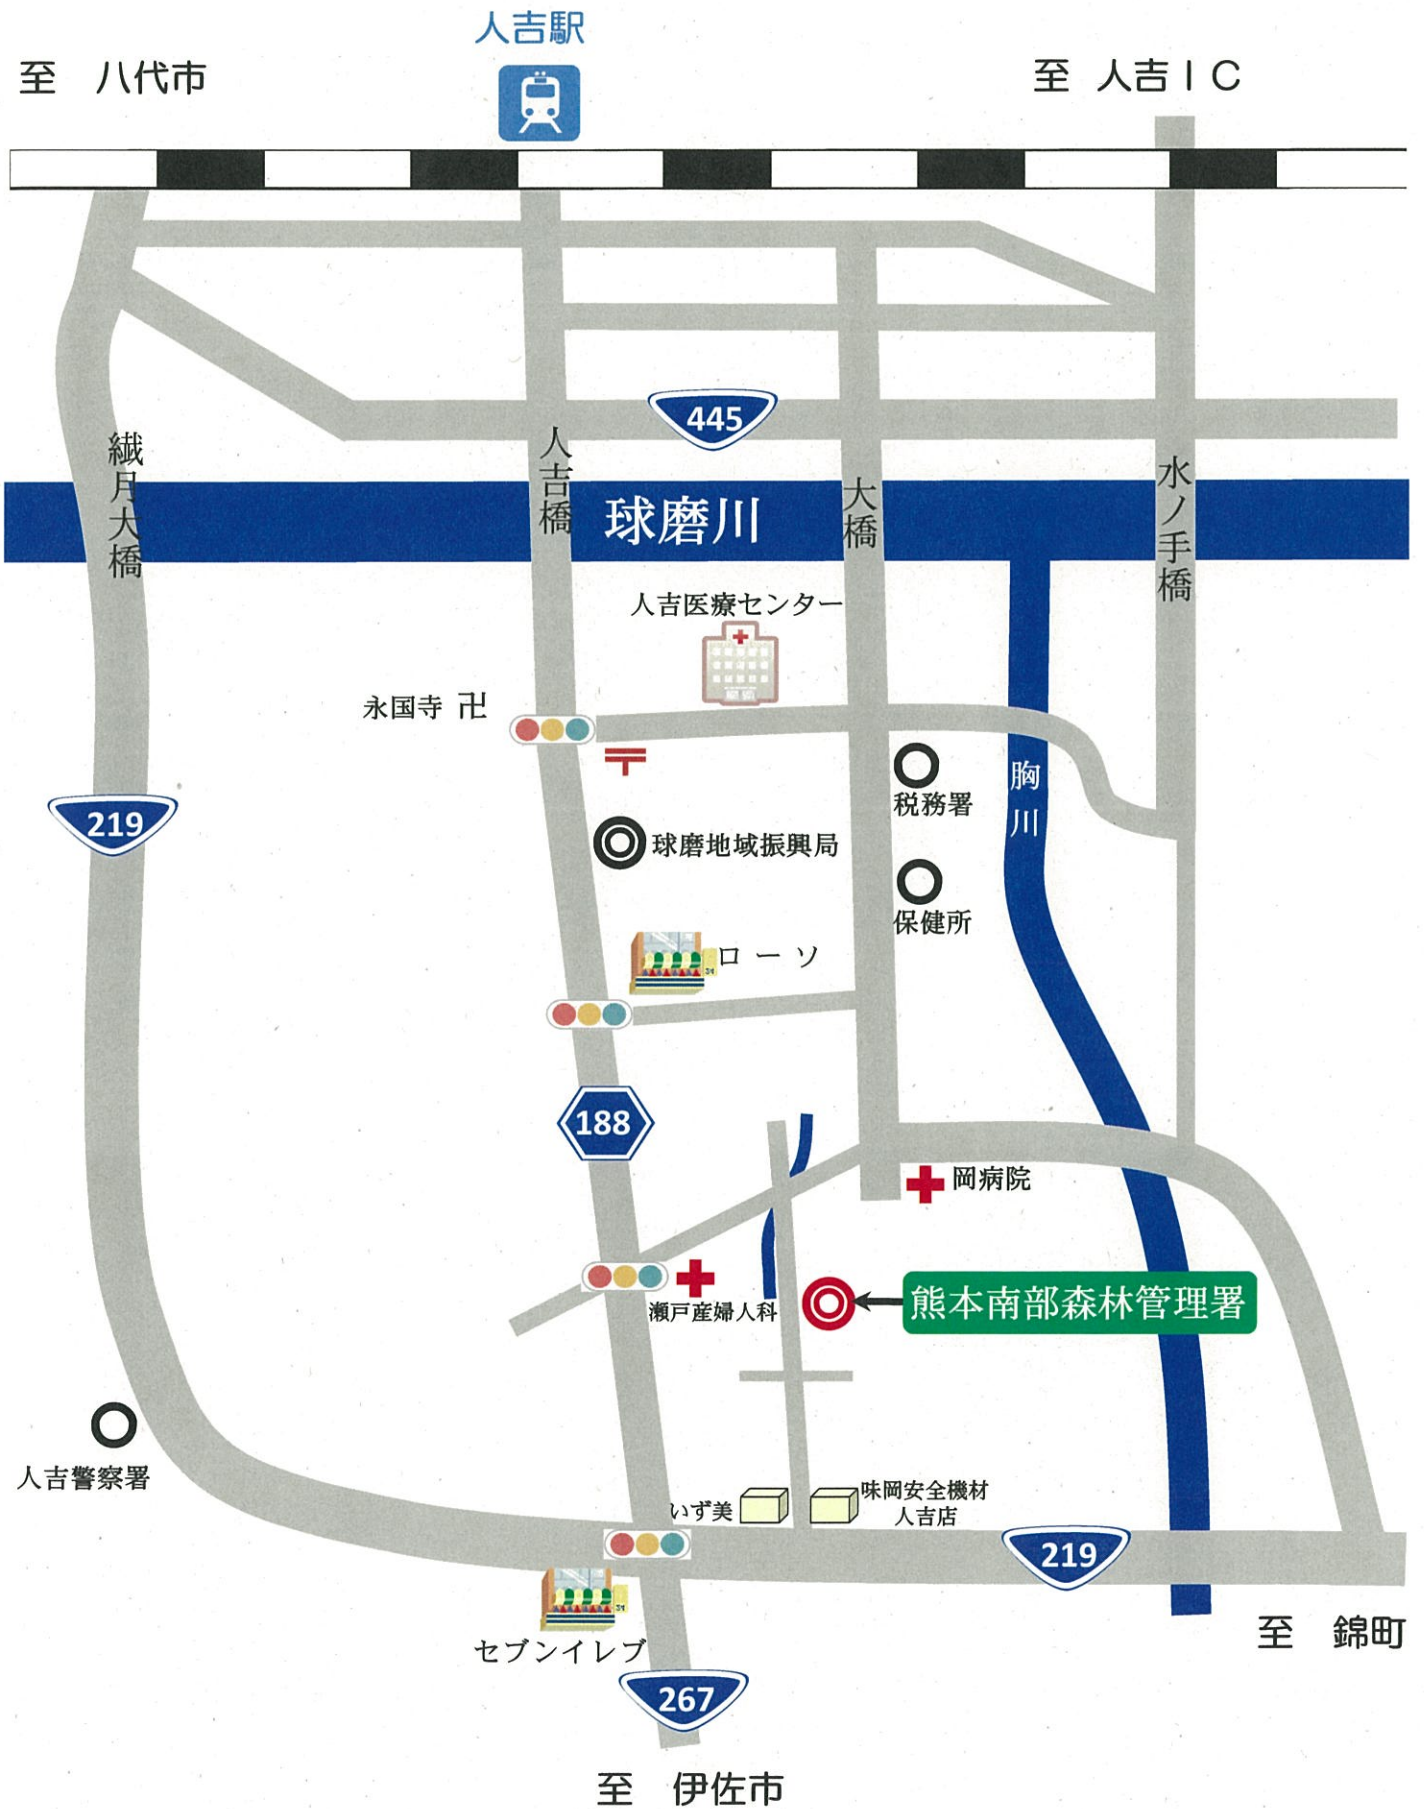 人吉駅
至 八代市
至 人吉IC
445
繊月大橋
人吉橋
球磨川
大橋
水ノ手橋
人吉医療センター
永国寺 卍
〒
219
胸川
税務署
球磨地域振興局
保健所
ローソ
188
岡病院
熊本南部森林管理署
瀬戸産婦人科
人吉警察署
いず美
味岡安全機材
人吉店
219
セブンイレブ
至 錦町
267
至 伊佐市